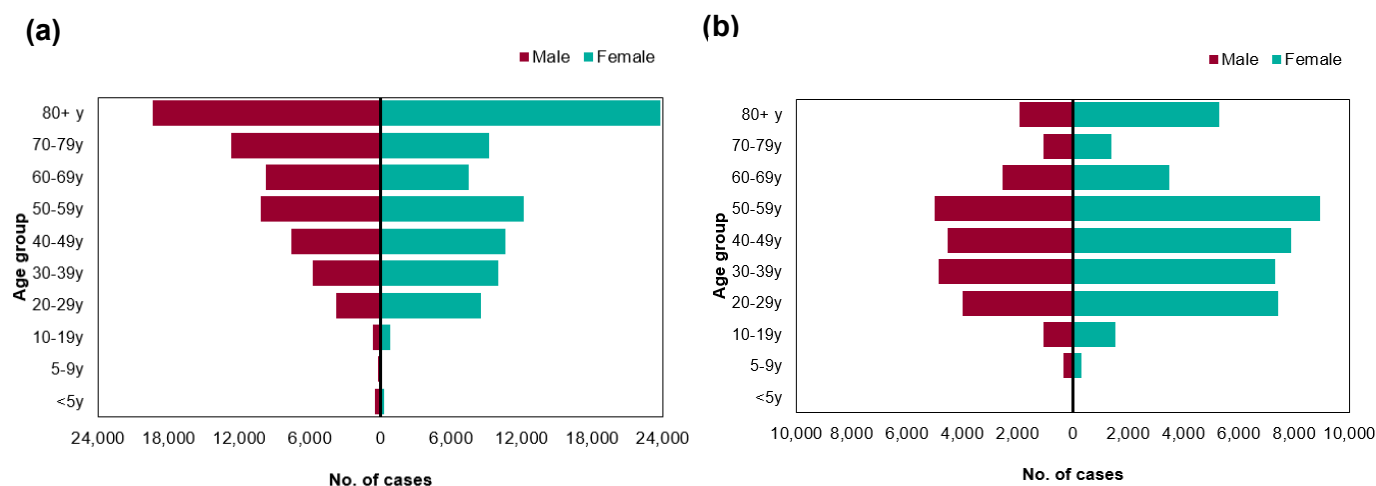 (a)
Male Female
80+ y
70-79y
60-69y
50-59y
40-49y
30-39y
20-29y
10-19y
5-9y
<5y
Age group
24,000 18,000 12,000 6,000 0 6,000 12,000 18,000 24,000
No. of cases
(b)
Male Female
80+y
70-79y
60-69y
50-59y
40-49y
30-39y
20-29y
10-19y
5-9y
<5y
Age group
10,000 8,000 6,000 4,000 2,000 0 2,000 4,000 6,000 8,000 10,000
No. of cases